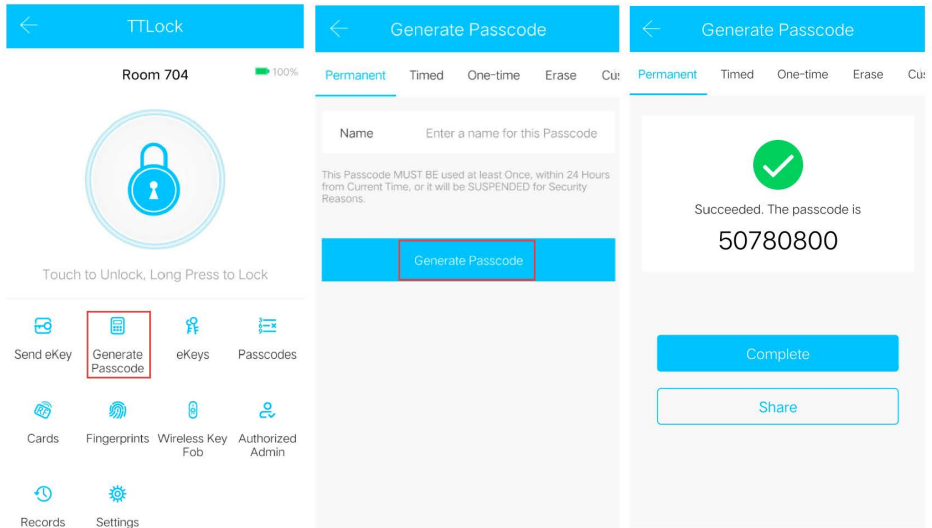 TTLock
Room 704
100%
Touch to Unlock, Long Press to Lock
Send eKey
Generate
Passcode
eKeys
Passcodes
Cards
Fingerprints
Wireless Key
Fob
Authorized
Admin
Records
Settings
Generate Passcode
Permanent Timed One-time Erase Cus
Name Enter a name for this Passcode
This Passcode MUST BE used at least Once, within 24 Hours
from Current Time, or it will be SUSPENDED for Security
Reasons.
Generate Passcode
Generate Passcode
Permanent Timed One-time Erase Cus
Succeeded. The passcode is
50780800
Complete
Share